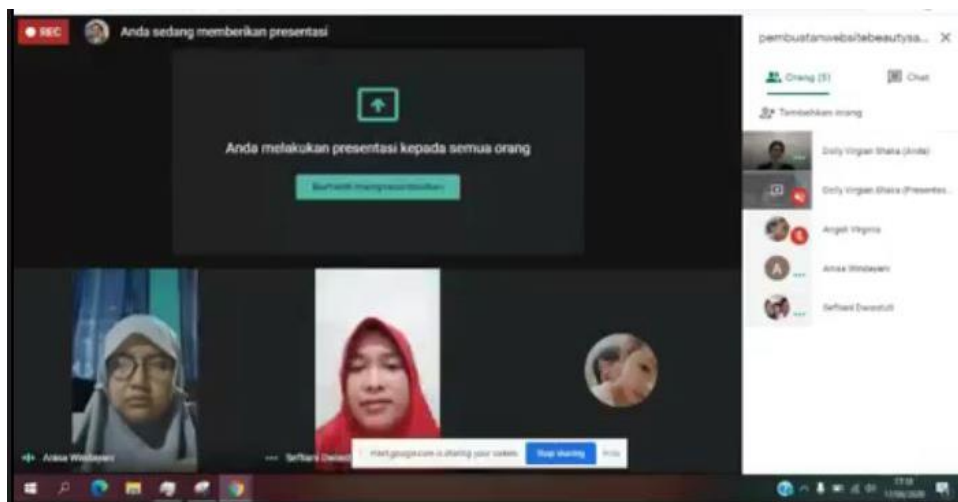 REC
Anda sedang memberikan presentasi
Anda melakukan presentasi kepada semua orang
Berhenti mempresentasikan
Anisa Windayani
Seftiani
meet.google.com is sharing your screen.
Stop sharing
Hide
pembuatanwebsitebeautysa...
Orang (5)
Chat
Tambahkan orang
Dolly Virgian Shaka (Anda)
Dolly Virgian Shaka (Presentas...
Angeli Virginia
A
Anisa Windayani
Seftiani Dwiastuti